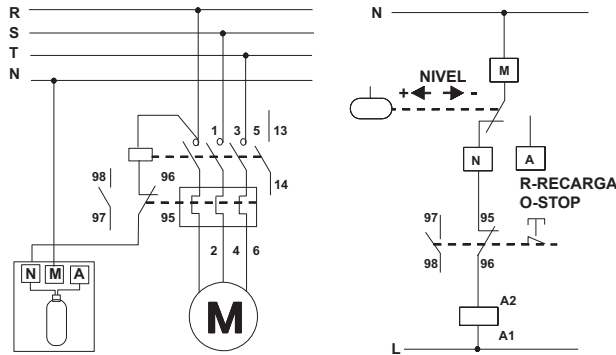 R
S
T
N
1 3 5 13
14
98 96
97 95
2 4 6
N M A
M
N
M
+ NIVEL -
N A
R-RECARGA
O-STOP
97 95
98 96
A2
A1
L